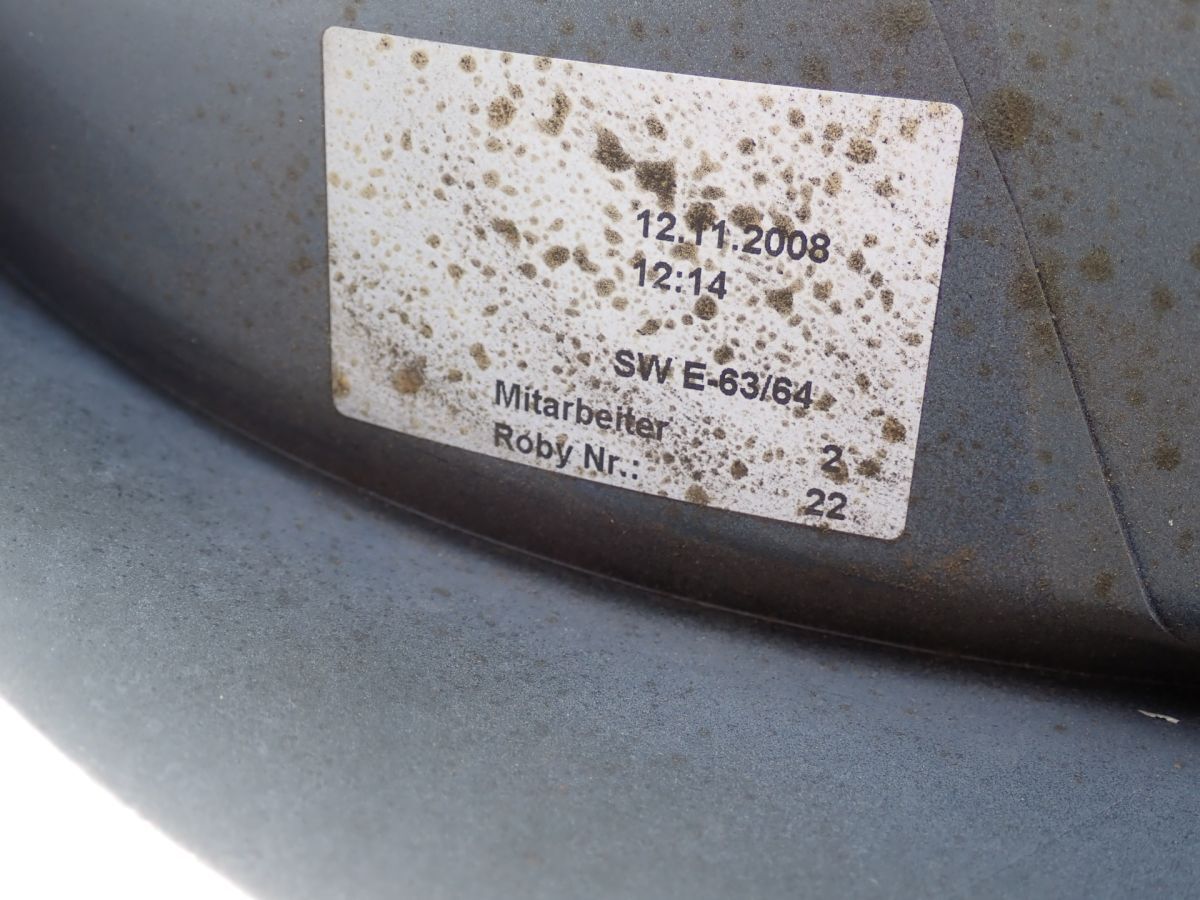 12.11.2008
12:14
SW E-63/64
Mitarbeiter 2
Roby Nr.: 22